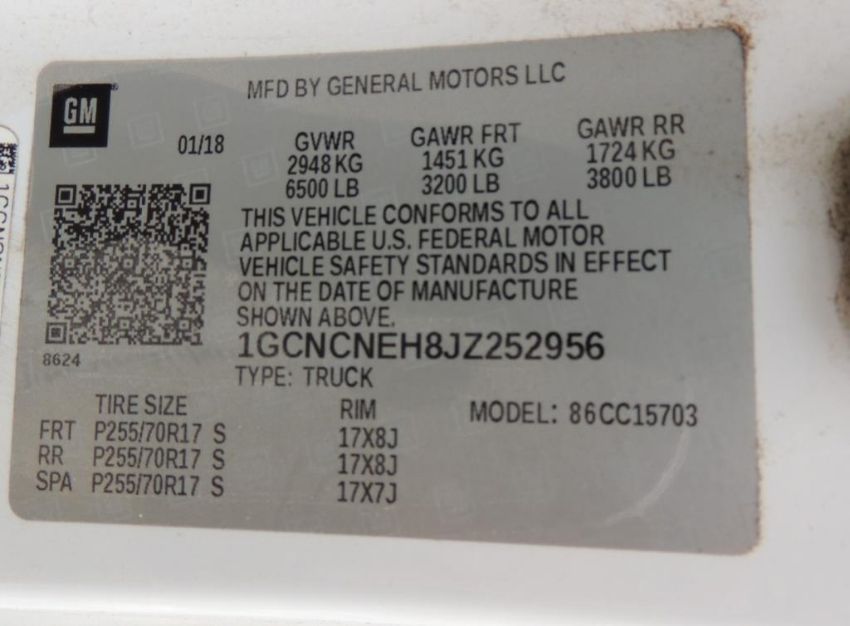 MFD BY GENERAL MOTORS LLC
GM
01/18
GVWR GAWR FRT GAWR RR
2948 KG 1451 KG 1724 KG
6500 LB 3200 LB 3800 LB
THIS VEHICLE CONFORMS TO ALL
APPLICABLE U.S. FEDERAL MOTOR
VEHICLE SAFETY STANDARDS IN EFFECT
ON THE DATE OF MANUFACTURE
SHOWN ABOVE.
8624
1GCNCNEH8JZ252956
TYPE: TRUCK
TIRE SIZE RIM MODEL: 86CC15703
FRT P255/70R17 S 17X8J
RR P255/70R17 S 17X8J
SPA P255/70R17 S 17X7J